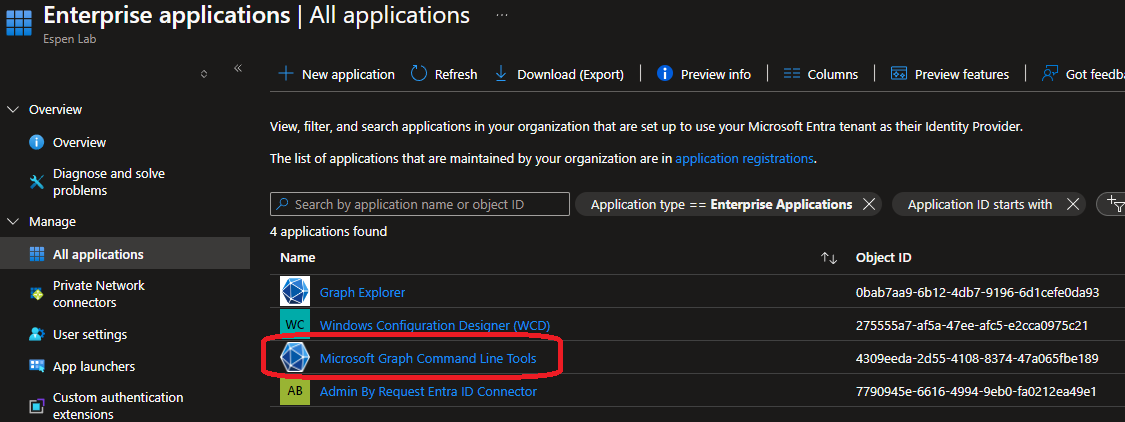 Enterprise applications | All applications ...
Espen Lab
«
New application Refresh Download (Export) Preview info Columns Preview features Got feedba
Overview
Overview
Diagnose and solve
problems
Manage
All applications
Private Network
connectors
User settings
App launchers
Custom authentication
extensions
View, filter, and search applications in your organization that are set up to use your Microsoft Entra tenant as their Identity Provider.
The list of applications that are maintained by your organization are in application registrations.
Search by application name or object ID Application type == Enterprise Applications Application ID starts with
4 applications found
Name Object ID
Graph Explorer 0bab7aa9-6b12-4db7-9196-6d1cefe0da93
WC Windows Configuration Designer (WCD) 275555a7-af5a-47ee-afc5-e2cca0975c21
Microsoft Graph Command Line Tools 4309eeda-2d55-4108-8374-47a065fbe189
AB Admin By Request Entra ID Connector 7790945e-6616-4994-9eb0-fa0212ea49e1